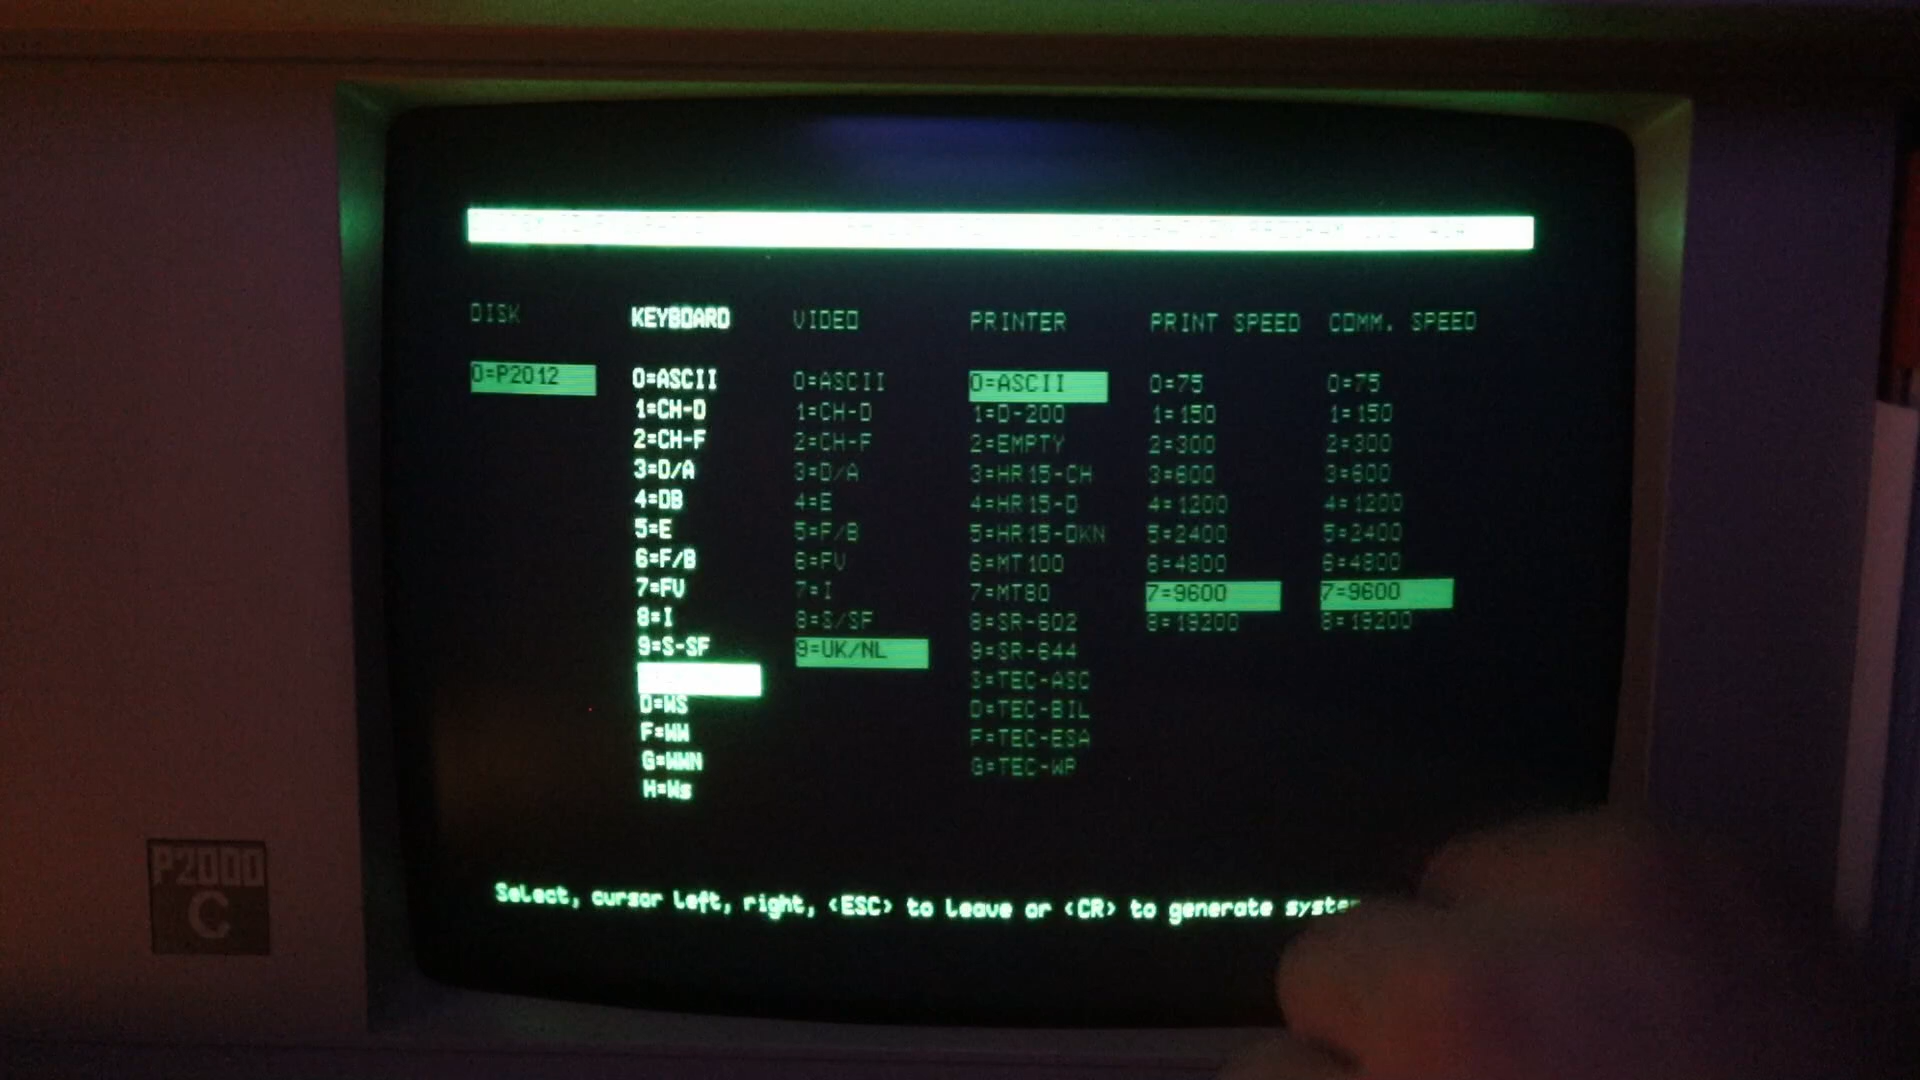 DISK KEYBOARD VIDEO PRINTER PRINT SPEED COMM. SPEED
0=P2012 0=ASCII 0=ASCII 0=ASCII 0=75 0=75
1=CH-D 1=CH-D 1=D-200 1=150 1=150
2=CH-F 2=CH-F 2=EMPTY 2=300 2=300
3=D/A 3=D/A 3=HR15-CH 3=600 3=600
4=DB 4=E 4=HR15-D 4=1200 4=1200
5=E 5=F/B 5=HR15-DKN 5=2400 5=2400
6=F/B 6=FV 6=MT100 6=4800 6=4800
7=FV 7=I 7=MT80 7=9600 7=9600
8=I 8=S/SF 8=SR-602 8=19200 8=19200
9=S-SF 9=UK/NL 9=SR-644
S=TEC-ASC
D=WS D=TEC-BIL
F=WW F=TEC-ESA
G=WWN G=TEC-WP
H=Ws
Select, cursor left, right, <ESC> to leave or <CR> to generate
P2000
C